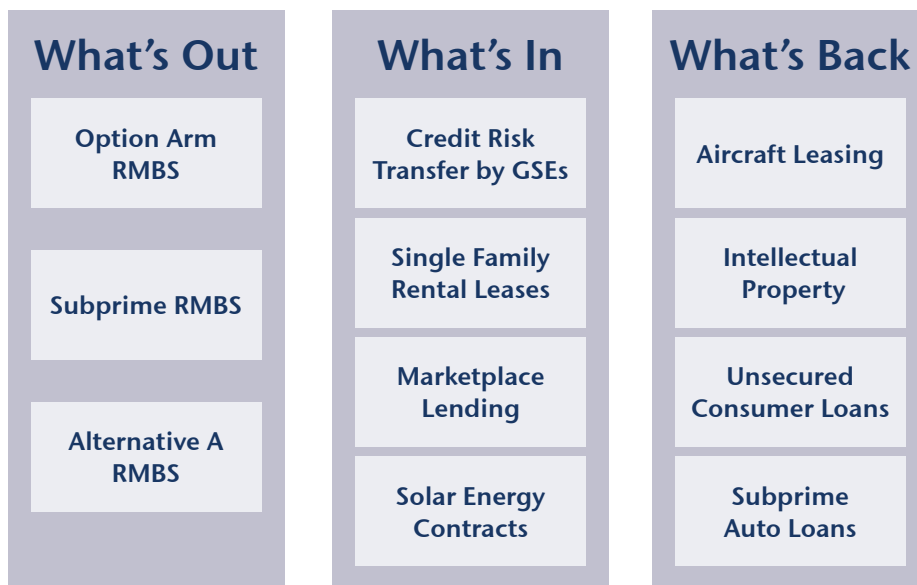 What’s Out
Option Arm
RMBS
Subprime RMBS
Alternative A
RMBS
What’s In
Credit Risk
Transfer by GSEs
Single Family
Rental Leases
Marketplace
Lending
Solar Energy
Contracts
What’s Back
Aircraft Leasing
Intellectual
Property
Unsecured
Consumer Loans
Subprime
Auto Loans